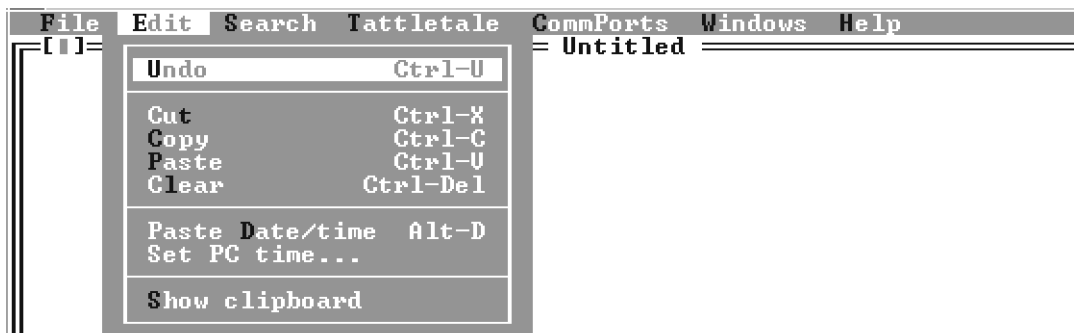 File Edit Search Tattletale CommPorts Windows Help
[ ] Untitled
Undo Ctrl-U
Cut Ctrl-X
Copy Ctrl-C
Paste Ctrl-V
Clear Ctrl-Del
Paste Date/time Alt-D
Set PC time...
Show clipboard